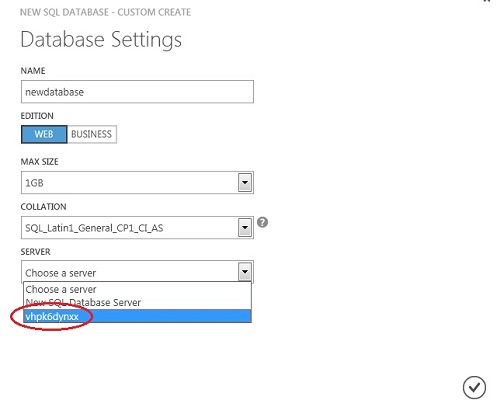 NEW SQL DATABASE - CUSTOM CREATE
Database Settings
NAME
newdatabase
EDITION
WEB BUSINESS
MAX SIZE
1GB
COLLATION
SQL_Latin1_General_CP1_CI_AS ?
SERVER
Choose a server
Choose a server
New SQL Database Server
vhpk6dynxx